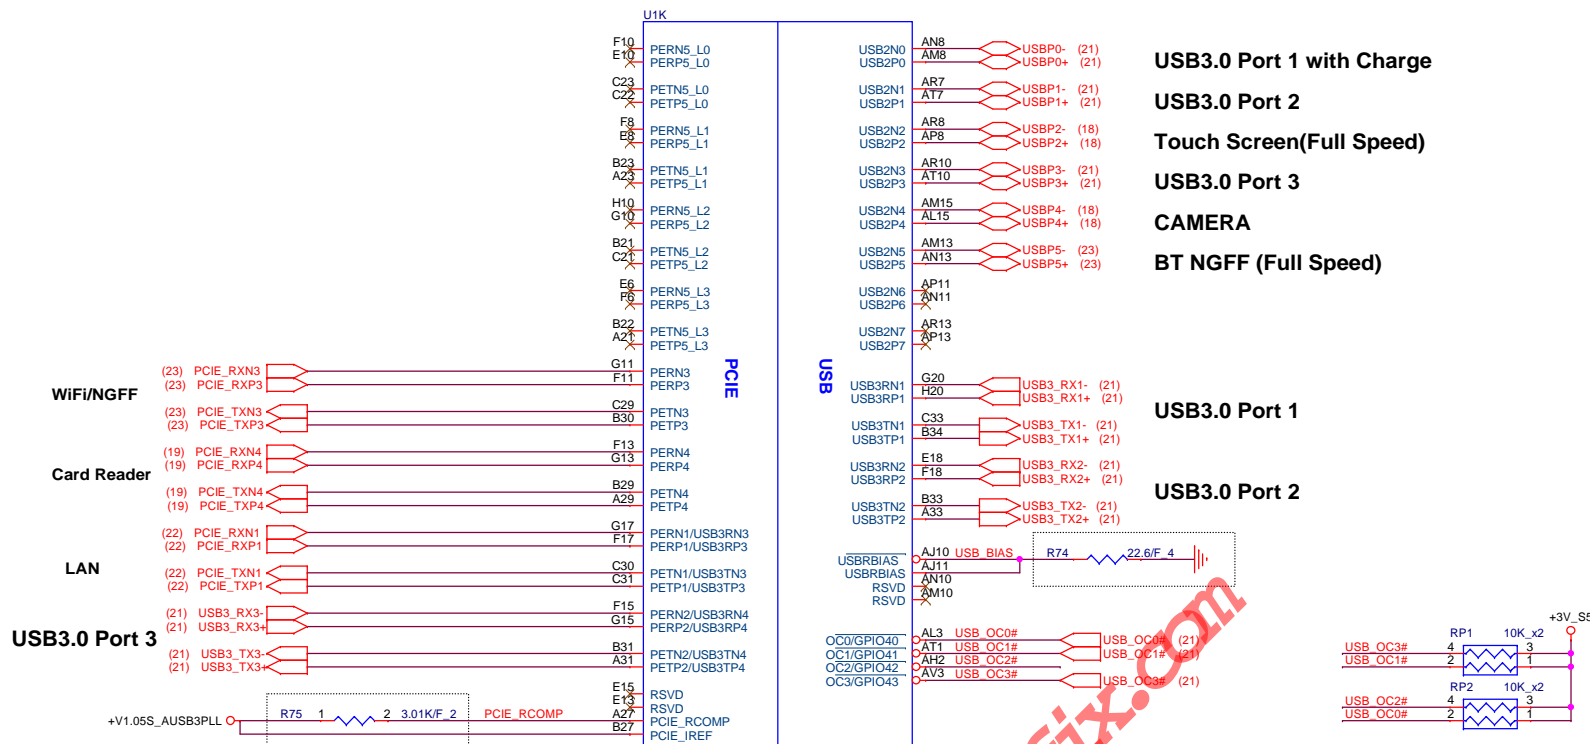 U1K
F10 PERN5_L0
E10 PERP5_L0
C23 PETN5_L0
C22 PETP5_L0
F8 PERN5_L1
E8 PERP5_L1
B23 PETN5_L1
A23 PETP5_L1
H10 PERN5_L2
G10 PERP5_L2
B21 PETN5_L2
C21 PETP5_L2
E6 PERN5_L3
F6 PERP5_L3
B22 PETN5_L3
A21 PETP5_L3
PCIE
WiFi/NGFF
(23) PCIE_RXN3 G11 PERN3
(23) PCIE_RXP3 F11 PERP3
(23) PCIE_TXN3 C29 PETN3
(23) PCIE_TXP3 B30 PETP3
Card Reader
(19) PCIE_RXN4 F13 PERN4
(19) PCIE_RXP4 G13 PERP4
(19) PCIE_TXN4 B29 PETN4
(19) PCIE_TXP4 A29 PETP4
LAN
(22) PCIE_RXN1 G17 PERN1/USB3RN3
(22) PCIE_RXP1 F17 PERP1/USB3RP3
(22) PCIE_TXN1 C30 PETN1/USB3TN3
(22) PCIE_TXP1 C31 PETP1/USB3TP3
USB3.0 Port 3
(21) USB3_RX3- F15 PERN2/USB3RN4
(21) USB3_RX3+ G15 PERP2/USB3RP4
(21) USB3_TX3- B31 PETN2/USB3TN4
(21) USB3_TX3+ A31 PETP2/USB3TP4
E15 RSVD
E13 RSVD
+V1.05S_AUSB3PLL R75 1 2 3.01K/F_2 PCIE_RCOMP A27 PCIE_RCOMP
B27 PCIE_IREF
USB
USB2N0 AN8 USBP0- (21)
USB2P0 AM8 USBP0+ (21)
USB3.0 Port 1 with Charge
USB2N1 AR7 USBP1- (21)
USB2P1 AT7 USBP1+ (21)
USB3.0 Port 2
USB2N2 AR8 USBP2- (18)
USB2P2 AP8 USBP2+ (18)
Touch Screen(Full Speed)
USB2N3 AR10 USBP3- (21)
USB2P3 AT10 USBP3+ (21)
USB3.0 Port 3
USB2N4 AM15 USBP4- (18)
USB2P4 AL15 USBP4+ (18)
CAMERA
USB2N5 AM13 USBP5- (23)
USB2P5 AN13 USBP5+ (23)
BT NGFF (Full Speed)
USB2N6 AP11
USB2P6 AN11
USB2N7 AR13
USB2P7 AP13
USB3RN1 G20 USB3_RX1- (21)
USB3RP1 H20 USB3_RX1+ (21)
USB3.0 Port 1
USB3TN1 C33 USB3_TX1- (21)
USB3TP1 B34 USB3_TX1+ (21)
USB3RN2 E18 USB3_RX2- (21)
USB3RP2 F18 USB3_RX2+ (21)
USB3.0 Port 2
USB3TN2 B33 USB3_TX2- (21)
USB3TP2 A33 USB3_TX2+ (21)
USBRBIAS AJ10 USB_BIAS R74 22.6/F_4
USBRBIAS AJ11
RSVD AN10
RSVD AM10
OC0/GPIO40 AL3 USB_OC0# USB_OC0# (21)
OC1/GPIO41 AT1 USB_OC1# USB_OC1# (21)
OC2/GPIO42 AH2 USB_OC2#
OC3/GPIO43 AV3 USB_OC3# USB_OC3# (21)
+3V_S5
RP1 10K_x2
USB_OC3# 4 3
USB_OC1# 2 1
RP2 10K_x2
USB_OC2# 4 3
USB_OC0# 2 1
fix.com